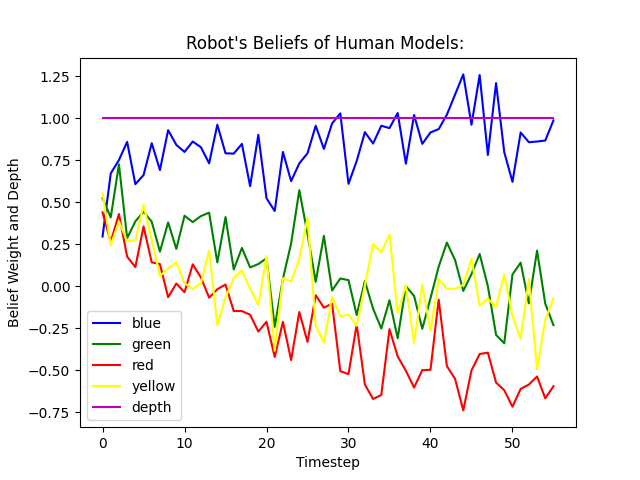 Robot's Beliefs of Human Models:
Belief Weight and Depth
1.25
1.00
0.75
0.50
0.25
0.00
−0.25
−0.50
−0.75
blue
green
red
yellow
depth
0 10 20 30 40 50
Timestep